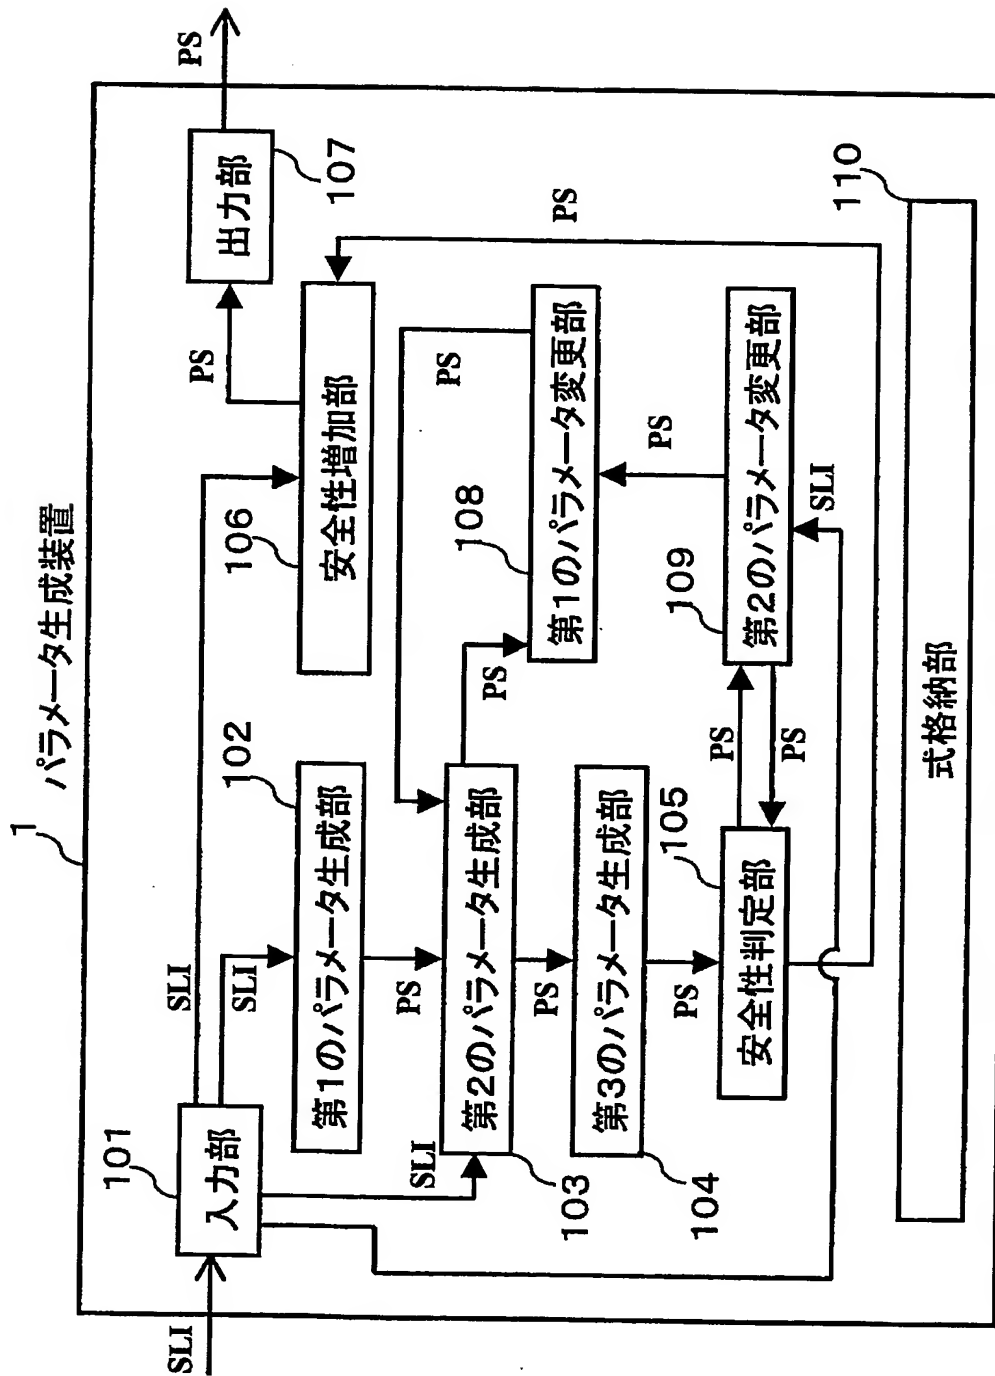 1
パラメータ生成装置
SLI
101
入力部
SLI
SLI
SLI
102
第1のパラメータ生成部
PS
103
第2のパラメータ生成部
PS
104
第3のパラメータ生成部
PS
105
安全性判定部
PS
PS
106
安全性増加部
PS
107
出力部
PS
PS
PS
108
第1のパラメータ変更部
PS
PS
109
第2のパラメータ変更部
SLI
110
式格納部